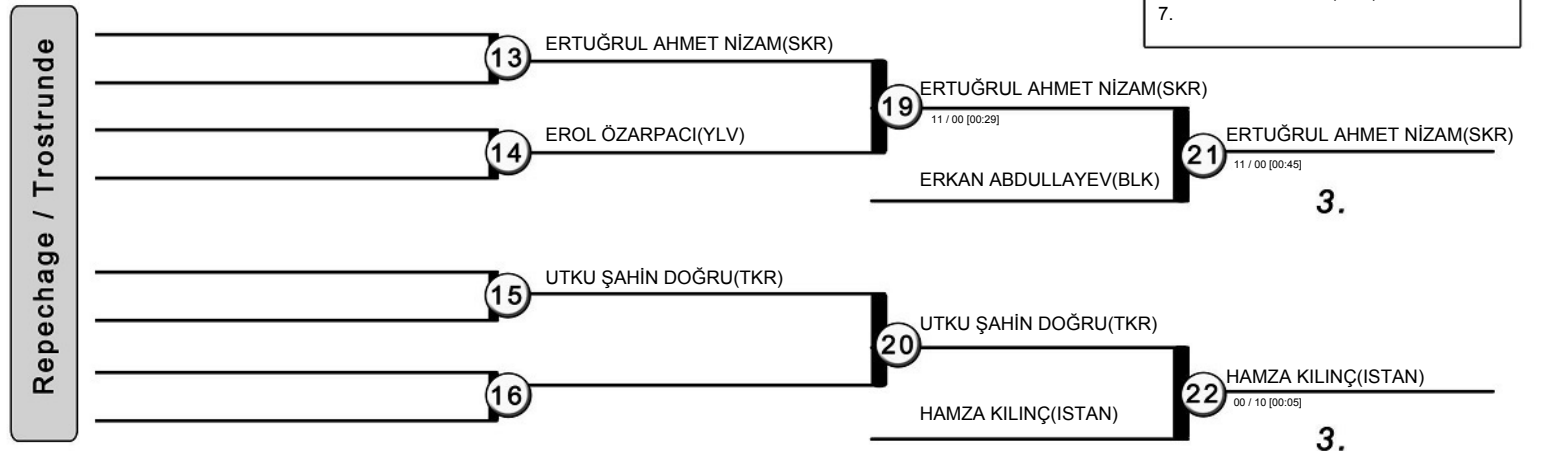 7.
Repechage / Trostrunde
13
ERTUĞRUL AHMET NİZAM(SKR)
14
EROL ÖZARPACI(YLV)
19
ERTUĞRUL AHMET NİZAM(SKR)
11 / 00 [00:29]
ERKAN ABDULLAYEV(BLK)
21
ERTUĞRUL AHMET NİZAM(SKR)
11 / 00 [00:45]
3.
15
UTKU ŞAHİN DOĞRU(TKR)
16
20
UTKU ŞAHİN DOĞRU(TKR)
HAMZA KILINÇ(ISTAN)
22
HAMZA KILINÇ(ISTAN)
00 / 10 [00:05]
3.